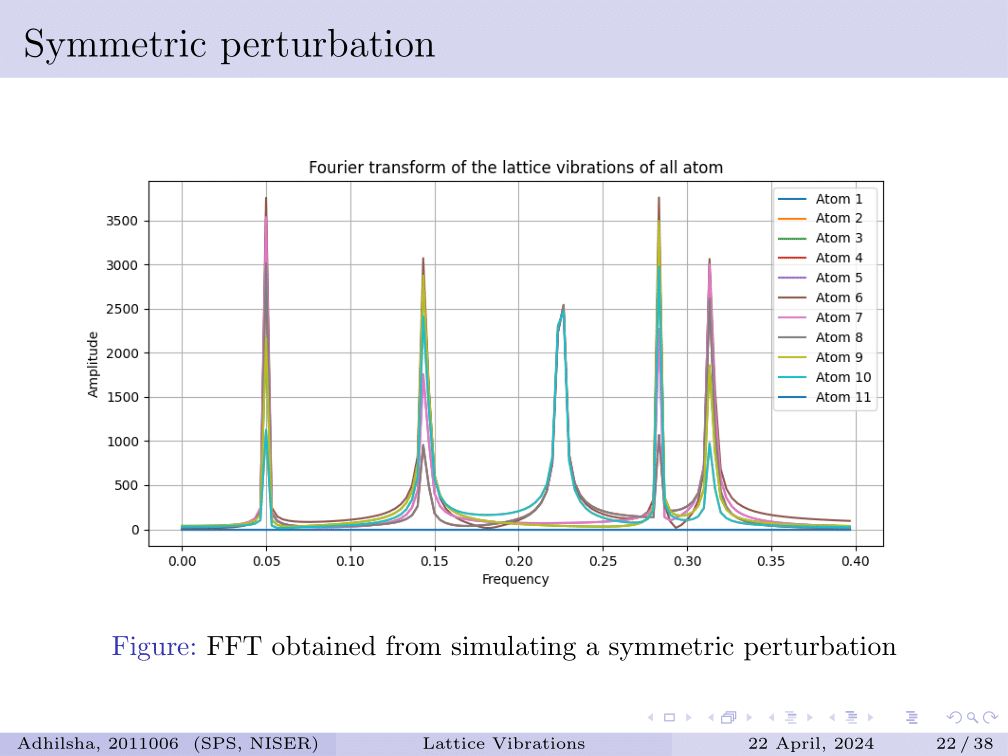 Symmetric perturbation
Fourier transform of the lattice vibrations of all atom
Amplitude
3500
3000
2500
2000
1500
1000
500
0
0.00 0.05 0.10 0.15 0.20 0.25 0.30 0.35 0.40
Frequency
Atom 1
Atom 2
Atom 3
Atom 4
Atom 5
Atom 6
Atom 7
Atom 8
Atom 9
Atom 10
Atom 11
Figure: FFT obtained from simulating a symmetric perturbation
Adhilsha, 2011006 (SPS, NISER) Lattice Vibrations 22 April, 2024 22 / 38